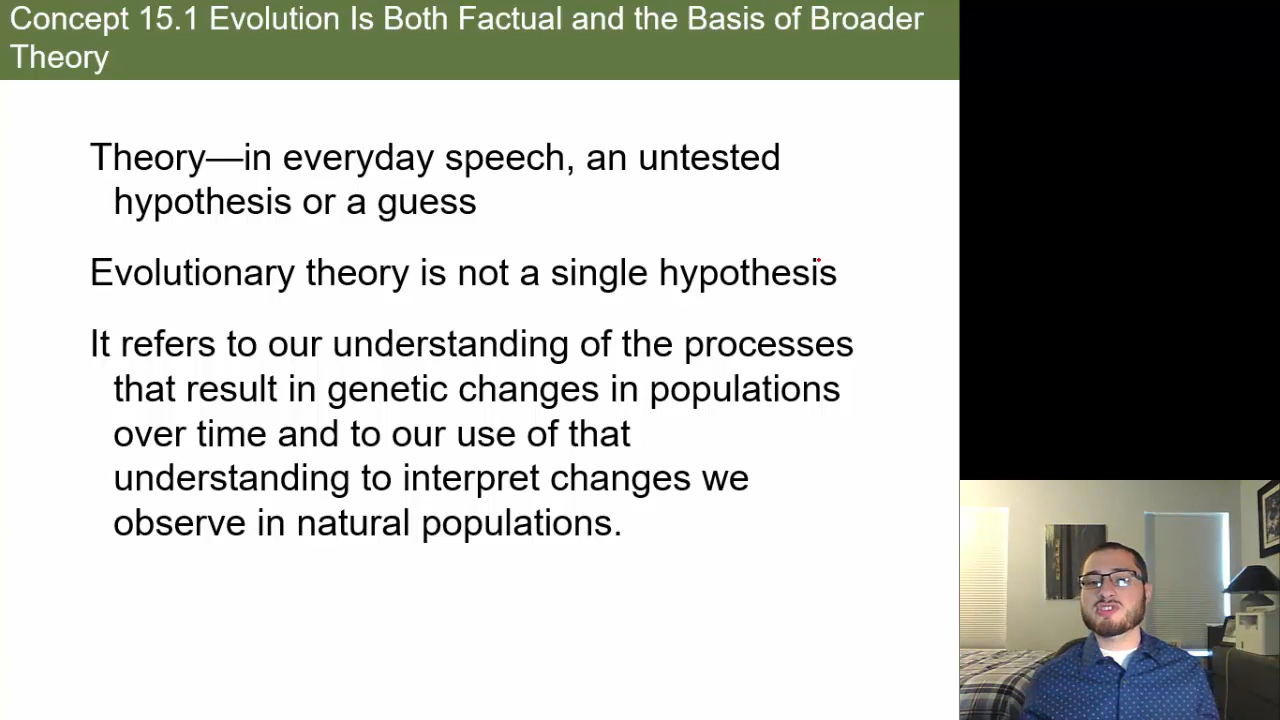 Concept 15.1 Evolution Is Both Factual and the Basis of Broader
Theory
Theory—in everyday speech, an untested
hypothesis or a guess
Evolutionary theory is not a single hypothesis
It refers to our understanding of the processes
that result in genetic changes in populations
over time and to our use of that
understanding to interpret changes we
observe in natural populations.